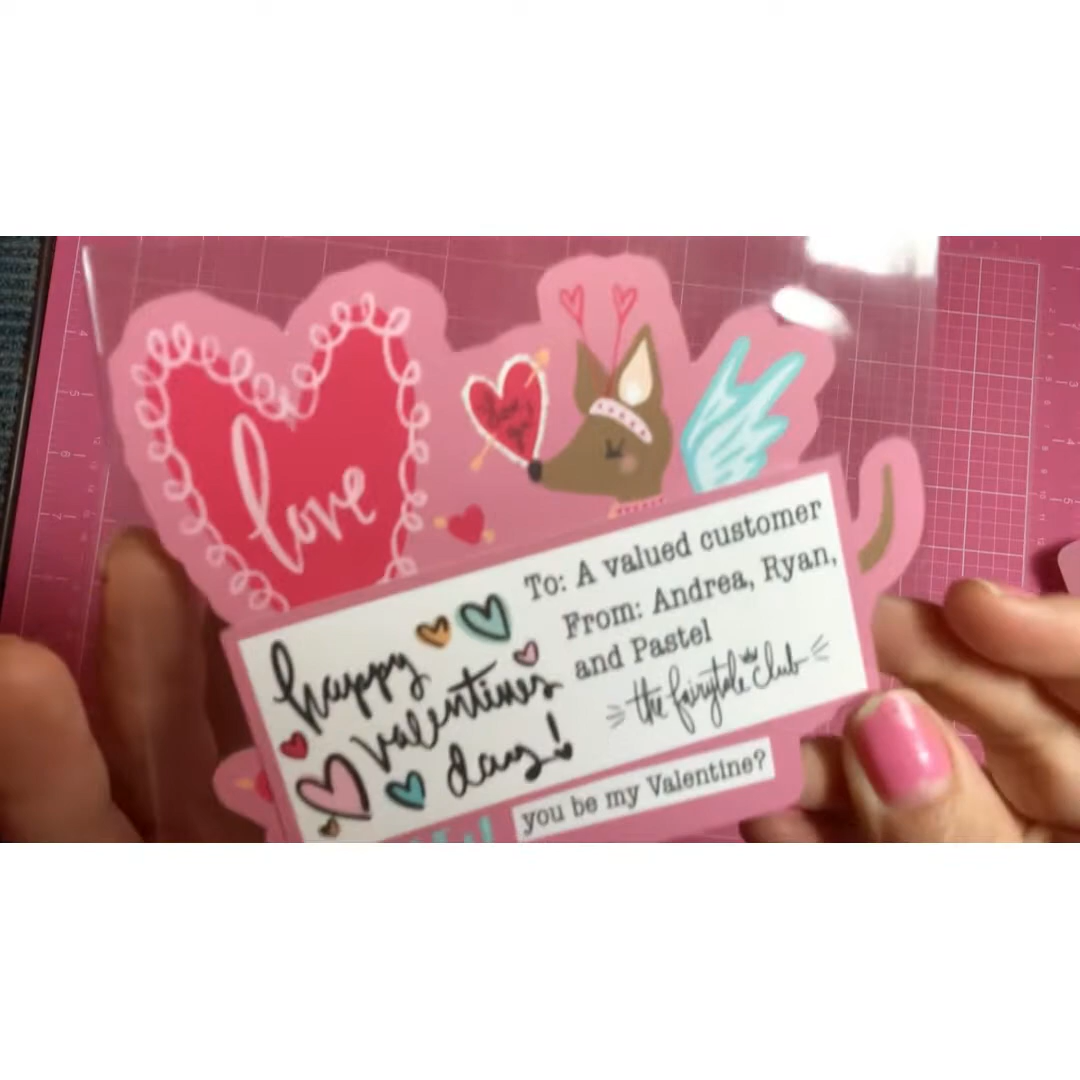 love
To: A valued customer
From: Andrea, Ryan,
and Pastel
the fairytale club
happy
valentines
day!
you be my Valentine?